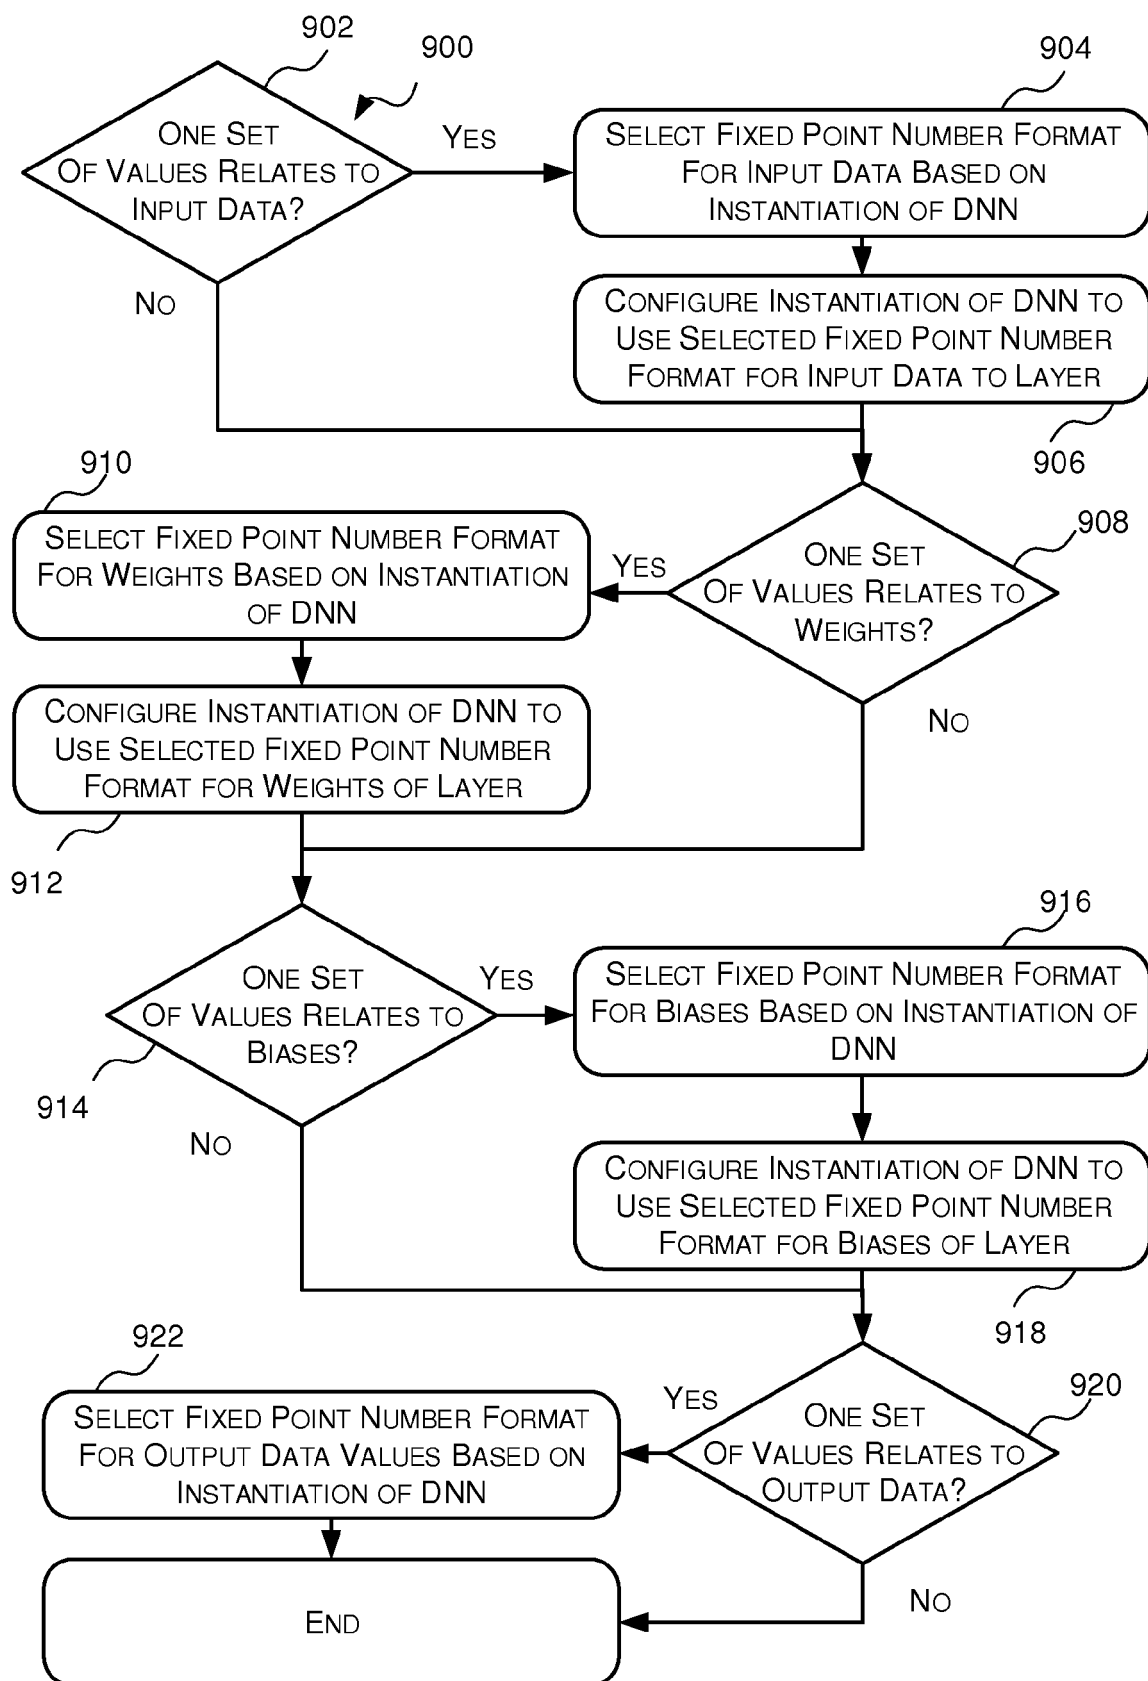 902
900
904
ONE SET
OF VALUES RELATES TO
INPUT DATA?
YES
SELECT FIXED POINT NUMBER FORMAT
FOR INPUT DATA BASED ON
INSTANTIATION OF DNN
NO
CONFIGURE INSTANTIATION OF DNN TO
USE SELECTED FIXED POINT NUMBER
FORMAT FOR INPUT DATA TO LAYER
906
910
908
SELECT FIXED POINT NUMBER FORMAT
FOR WEIGHTS BASED ON INSTANTIATION
OF DNN
YES
ONE SET
OF VALUES RELATES TO
WEIGHTS?
NO
CONFIGURE INSTANTIATION OF DNN TO
USE SELECTED FIXED POINT NUMBER
FORMAT FOR WEIGHTS OF LAYER
912
916
ONE SET
OF VALUES RELATES TO
BIASES?
YES
SELECT FIXED POINT NUMBER FORMAT
FOR BIASES BASED ON INSTANTIATION OF
DNN
914
NO
CONFIGURE INSTANTIATION OF DNN TO
USE SELECTED FIXED POINT NUMBER
FORMAT FOR BIASES OF LAYER
918
922
920
SELECT FIXED POINT NUMBER FORMAT
FOR OUTPUT DATA VALUES BASED ON
INSTANTIATION OF DNN
YES
ONE SET
OF VALUES RELATES TO
OUTPUT DATA?
NO
END